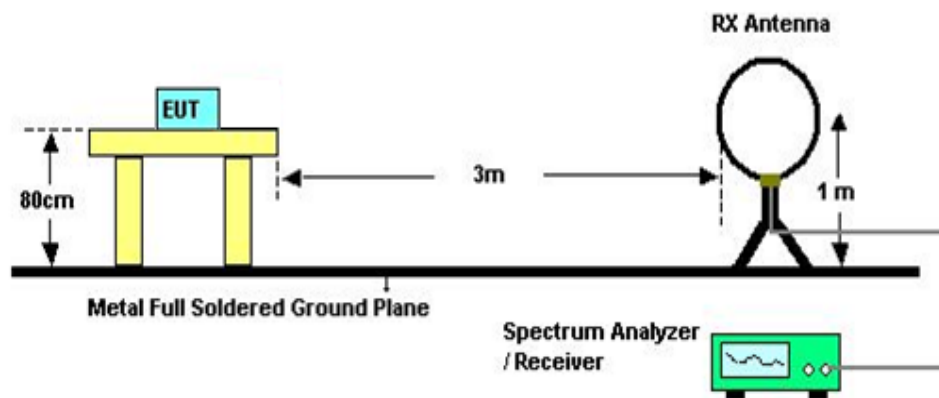 RX Antenna
EUT
80cm
3m
1 m
Metal Full Soldered Ground Plane
Spectrum Analyzer
/ Receiver